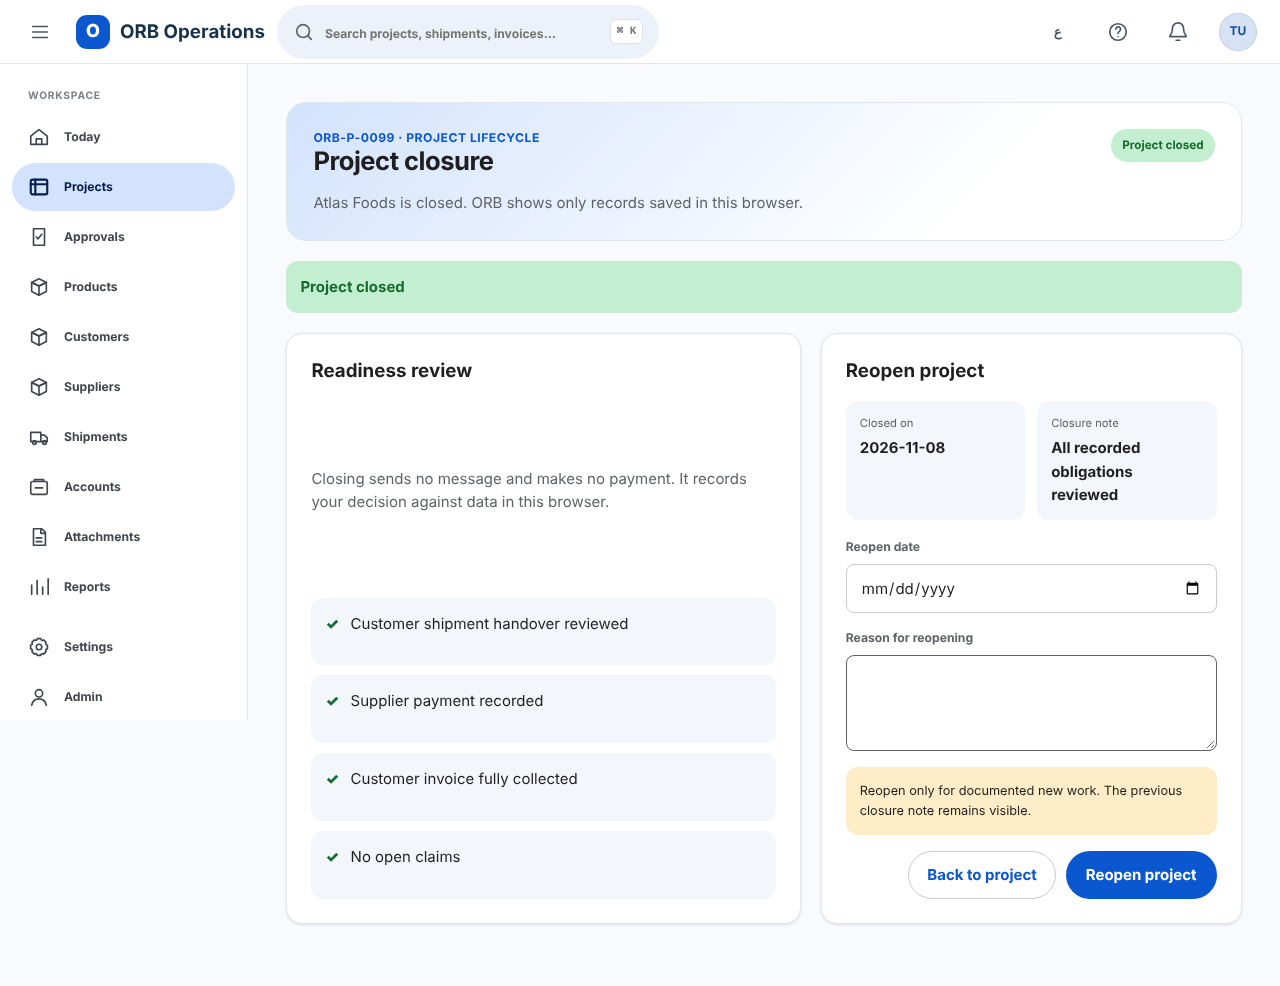 O
ORB Operations
Search projects, shipments, invoices...
⌘ K
ع
TU
WORKSPACE
Today
Projects
Approvals
Products
Customers
Suppliers
Shipments
Accounts
Attachments
Reports
Settings
Admin
ORB-P-0099 · PROJECT LIFECYCLE
Project closure
Atlas Foods is closed. ORB shows only records saved in this browser.
Project closed
Project closed
Readiness review
Closing sends no message and makes no payment. It records
your decision against data in this browser.
Customer shipment handover reviewed
Supplier payment recorded
Customer invoice fully collected
No open claims
Reopen project
Closed on
2026-11-08
Closure note
All recorded
obligations
reviewed
Reopen date
mm/dd/yyyy
Reason for reopening
Reopen only for documented new work. The previous
closure note remains visible.
Back to project
Reopen project